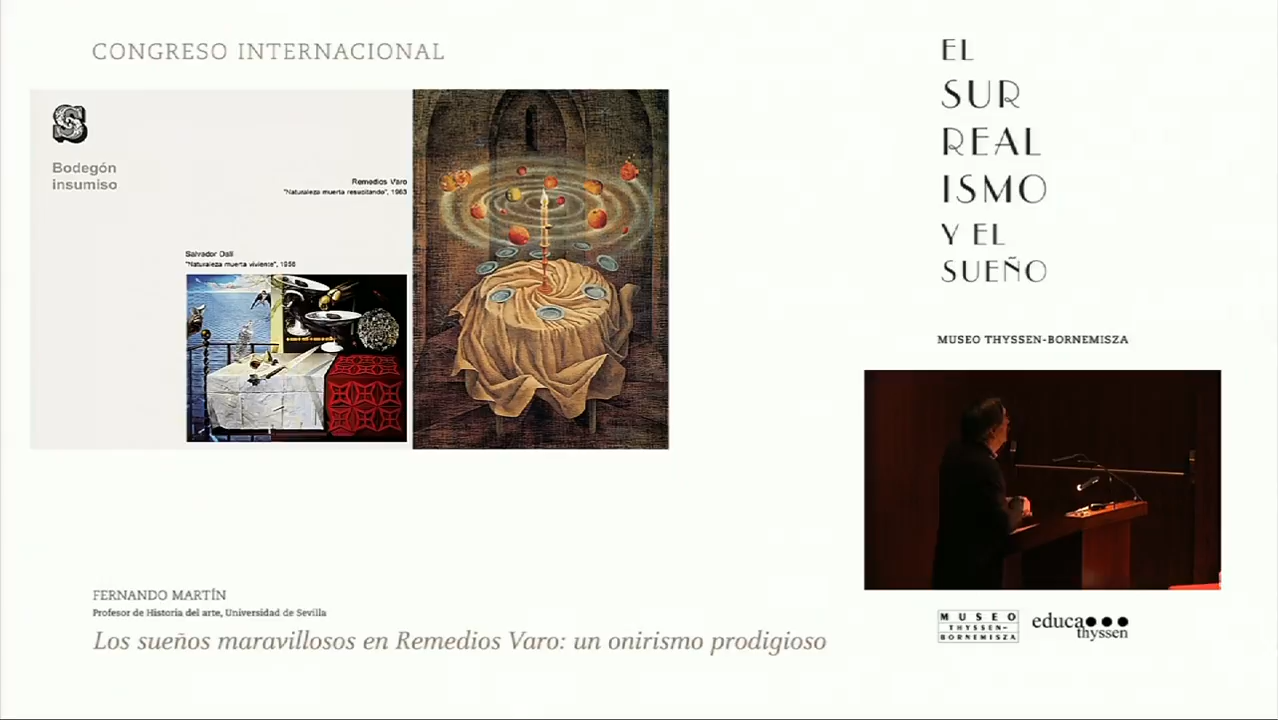 CONGRESO INTERNACIONAL
S
Bodegón
insumiso
Remedios Varo
"Naturaleza muerta resucitando", 1963
Salvador Dalí
"Naturaleza muerta viviente", 1956
EL
SUR
REAL
ISMO
Y EL
SUEÑO
MUSEO THYSSEN-BORNEMISZA
FERNANDO MARTÍN
Profesor de Historia del arte, Universidad de Sevilla
Los sueños maravillosos en Remedios Varo: un onirismo prodigioso
MUSEO
THYSSEN-
BORNEMISZA
educa
thyssen